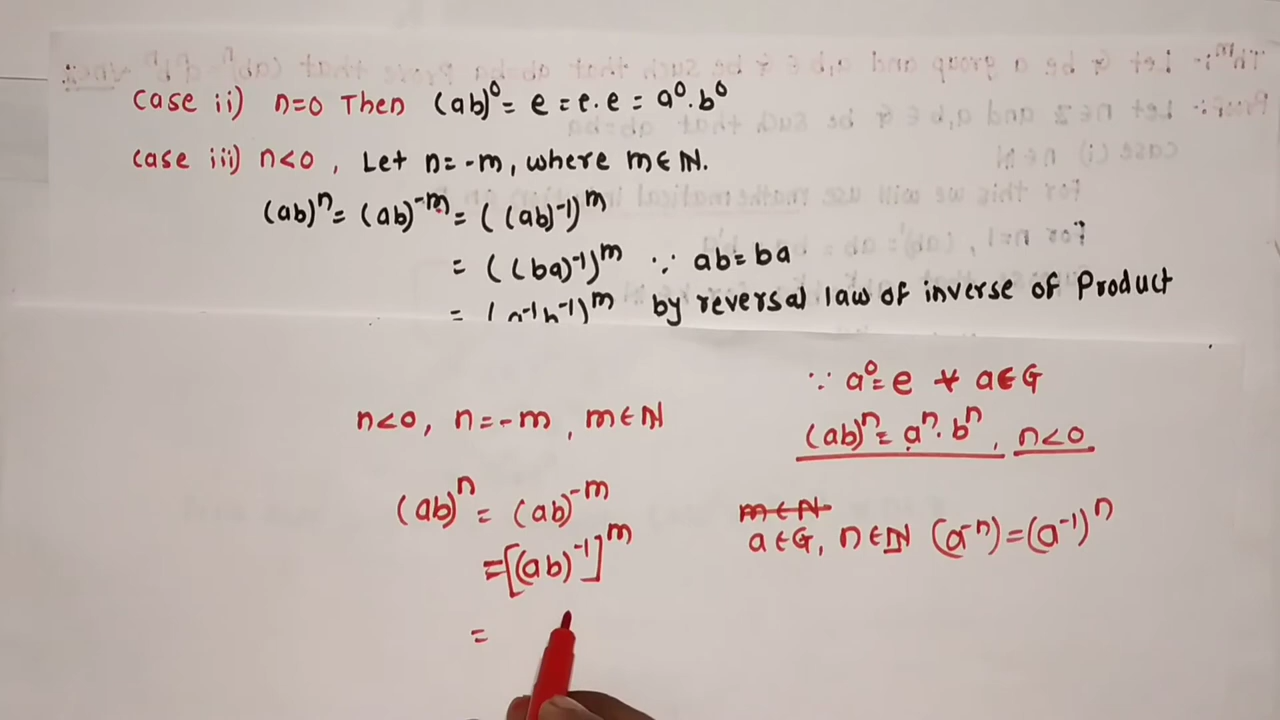 Case ii) n=0 Then (ab)⁰ = e = e.e = a⁰.b⁰
case iii) n<0, Let n=-m, where m∈ℕ.
(ab)ⁿ = (ab)⁻ᵐ = ((ab)⁻¹)ᵐ
= ((ba)⁻¹)ᵐ ∵ ab=ba
= (a⁻¹b⁻¹)ᵐ by reversal law of inverse of Product
∵ a⁰=e ∀ a∈G
n<0, n=-m, m∈ℕ
(ab)ⁿ = aⁿ.bⁿ, n<0
(ab)ⁿ = (ab)⁻ᵐ
m∈N
a∈G, n∈ℕ (a⁻ⁿ)=(a⁻¹)ⁿ
=[(ab)⁻¹]ᵐ
=